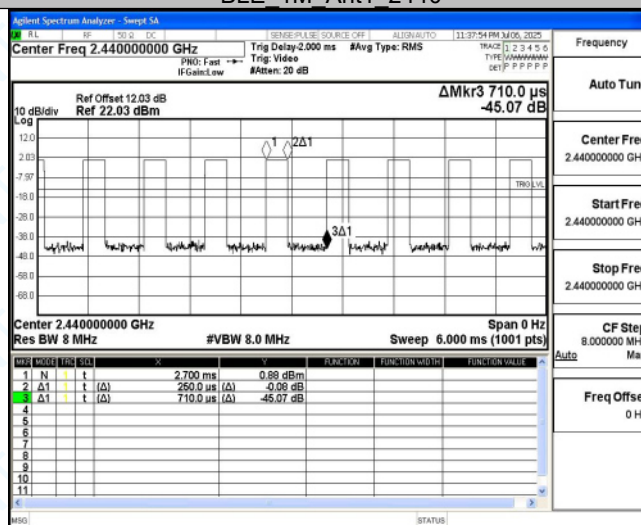 BLE_1M_Ant1_2440
Agilent Spectrum Analyzer - Swept SA
RL RF 50 Ω DC SENSE:PULSE SOURCE OFF ALIGN AUTO 11:37:54 PM Jul 06, 2025
Center Freq 2.440000000 GHz
PNO: Fast
IFGain:Low
Trig Delay-2.000 ms
Trig: Video
#Atten: 20 dB
#Avg Type: RMS
TRACE 1 2 3 4 5 6
TYPE
DET P P P P P P
Ref Offset 12.03 dB
10 dB/div Ref 22.03 dBm
Log
ΔMkr3 710.0 µs
-45.07 dB
12.0
2.03
-7.97
-18.0
-28.0
-38.0
-48.0
-58.0
-68.0
1
2Δ1
3Δ1
TRIG LVL
Center 2.440000000 GHz Span 0 Hz
Res BW 8 MHz #VBW 8.0 MHz Sweep 6.000 ms (1001 pts)
MKR MODE TRC SCL X Y FUNCTION FUNCTION WIDTH FUNCTION VALUE
1 N 1 t 2.700 ms 0.88 dBm
2 Δ1 1 t (Δ) 250.0 µs (Δ) -0.08 dB
3 Δ1 1 t (Δ) 710.0 µs (Δ) -45.07 dB
4
5
6
7
8
9
10
11
MSG STATUS
Frequency
Auto Tun
Center Fre
2.440000000 GH
Start Fre
2.440000000 GH
Stop Fre
2.440000000 GH
CF Ste
8.000000 MH
Auto Ma
Freq Offse
0 H